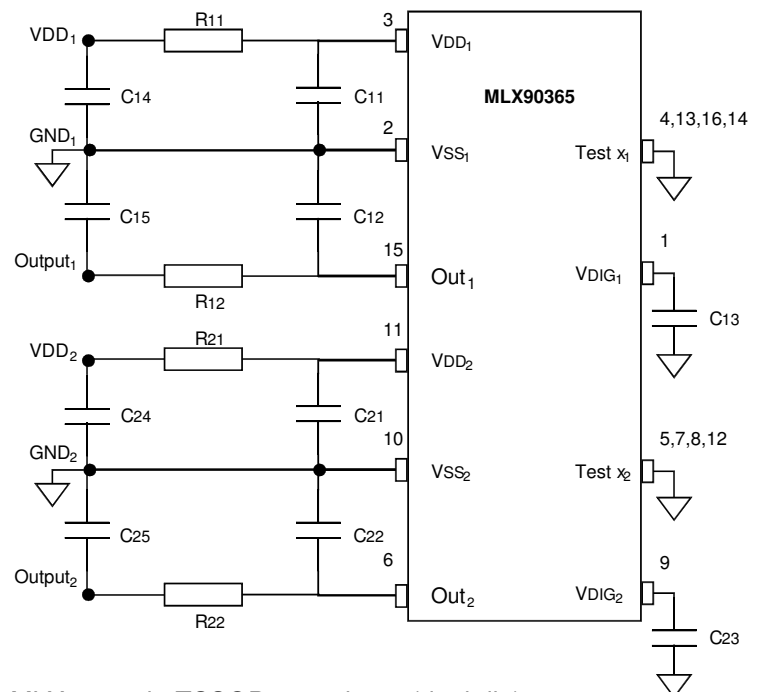 R11
3
VDD1
VDD1
C14
C11
MLX90365
4,13,16,14
GND1
2
VSS1
Test x1
C15
C12
1
Output1
15
VDIG1
Out1
R12
C13
11
VDD2
R21
VDD2
C24
C21
GND2
10
5,7,8,12
VSS2
Test x2
C25
C22
6
9
Output2
Out2
VDIG2
R22
C23